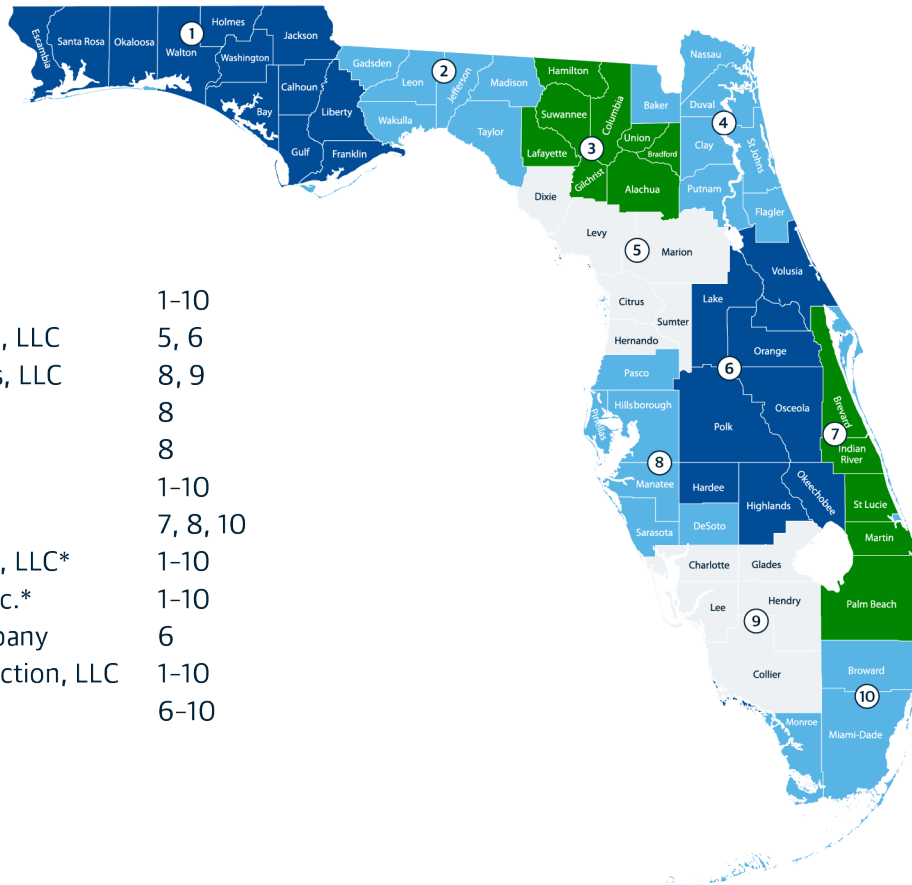 Holmes
Jackson
1
Escambia
Santa Rosa
Okaloosa
Walton
Washington
Nassau
Gadsden
2
Hamilton
Leon
Jefferson
Madison
Calhoun
Baker
Duval
Bay
Liberty
Suwannee
Columbia
4
Wakulla
Taylor
Union
Clay
St Johns
3
Gulf
Franklin
Lafayette
Bradford
Gilchrist
Alachua
Putnam
Dixie
Flagler
Levy
5
Marion
Volusia
1–10
Citrus
Lake
Sumter
, LLC 5, 6
Hernando
Orange
s, LLC 8, 9
Pasco
6
8
Hillsborough
Osceola
Brevard
Pinellas
Polk
7
8
Indian
River
8
1–10
Manatee
Hardee
Okeechobee
Highlands
St Lucie
7, 8, 10
Sarasota
DeSoto
Martin
, LLC* 1–10
Charlotte
Glades
c.* 1–10
Lee
Hendry
Palm Beach
9
pany 6
ction, LLC 1–10
Collier
Broward
10
6–10
Monroe
Miami-Dade